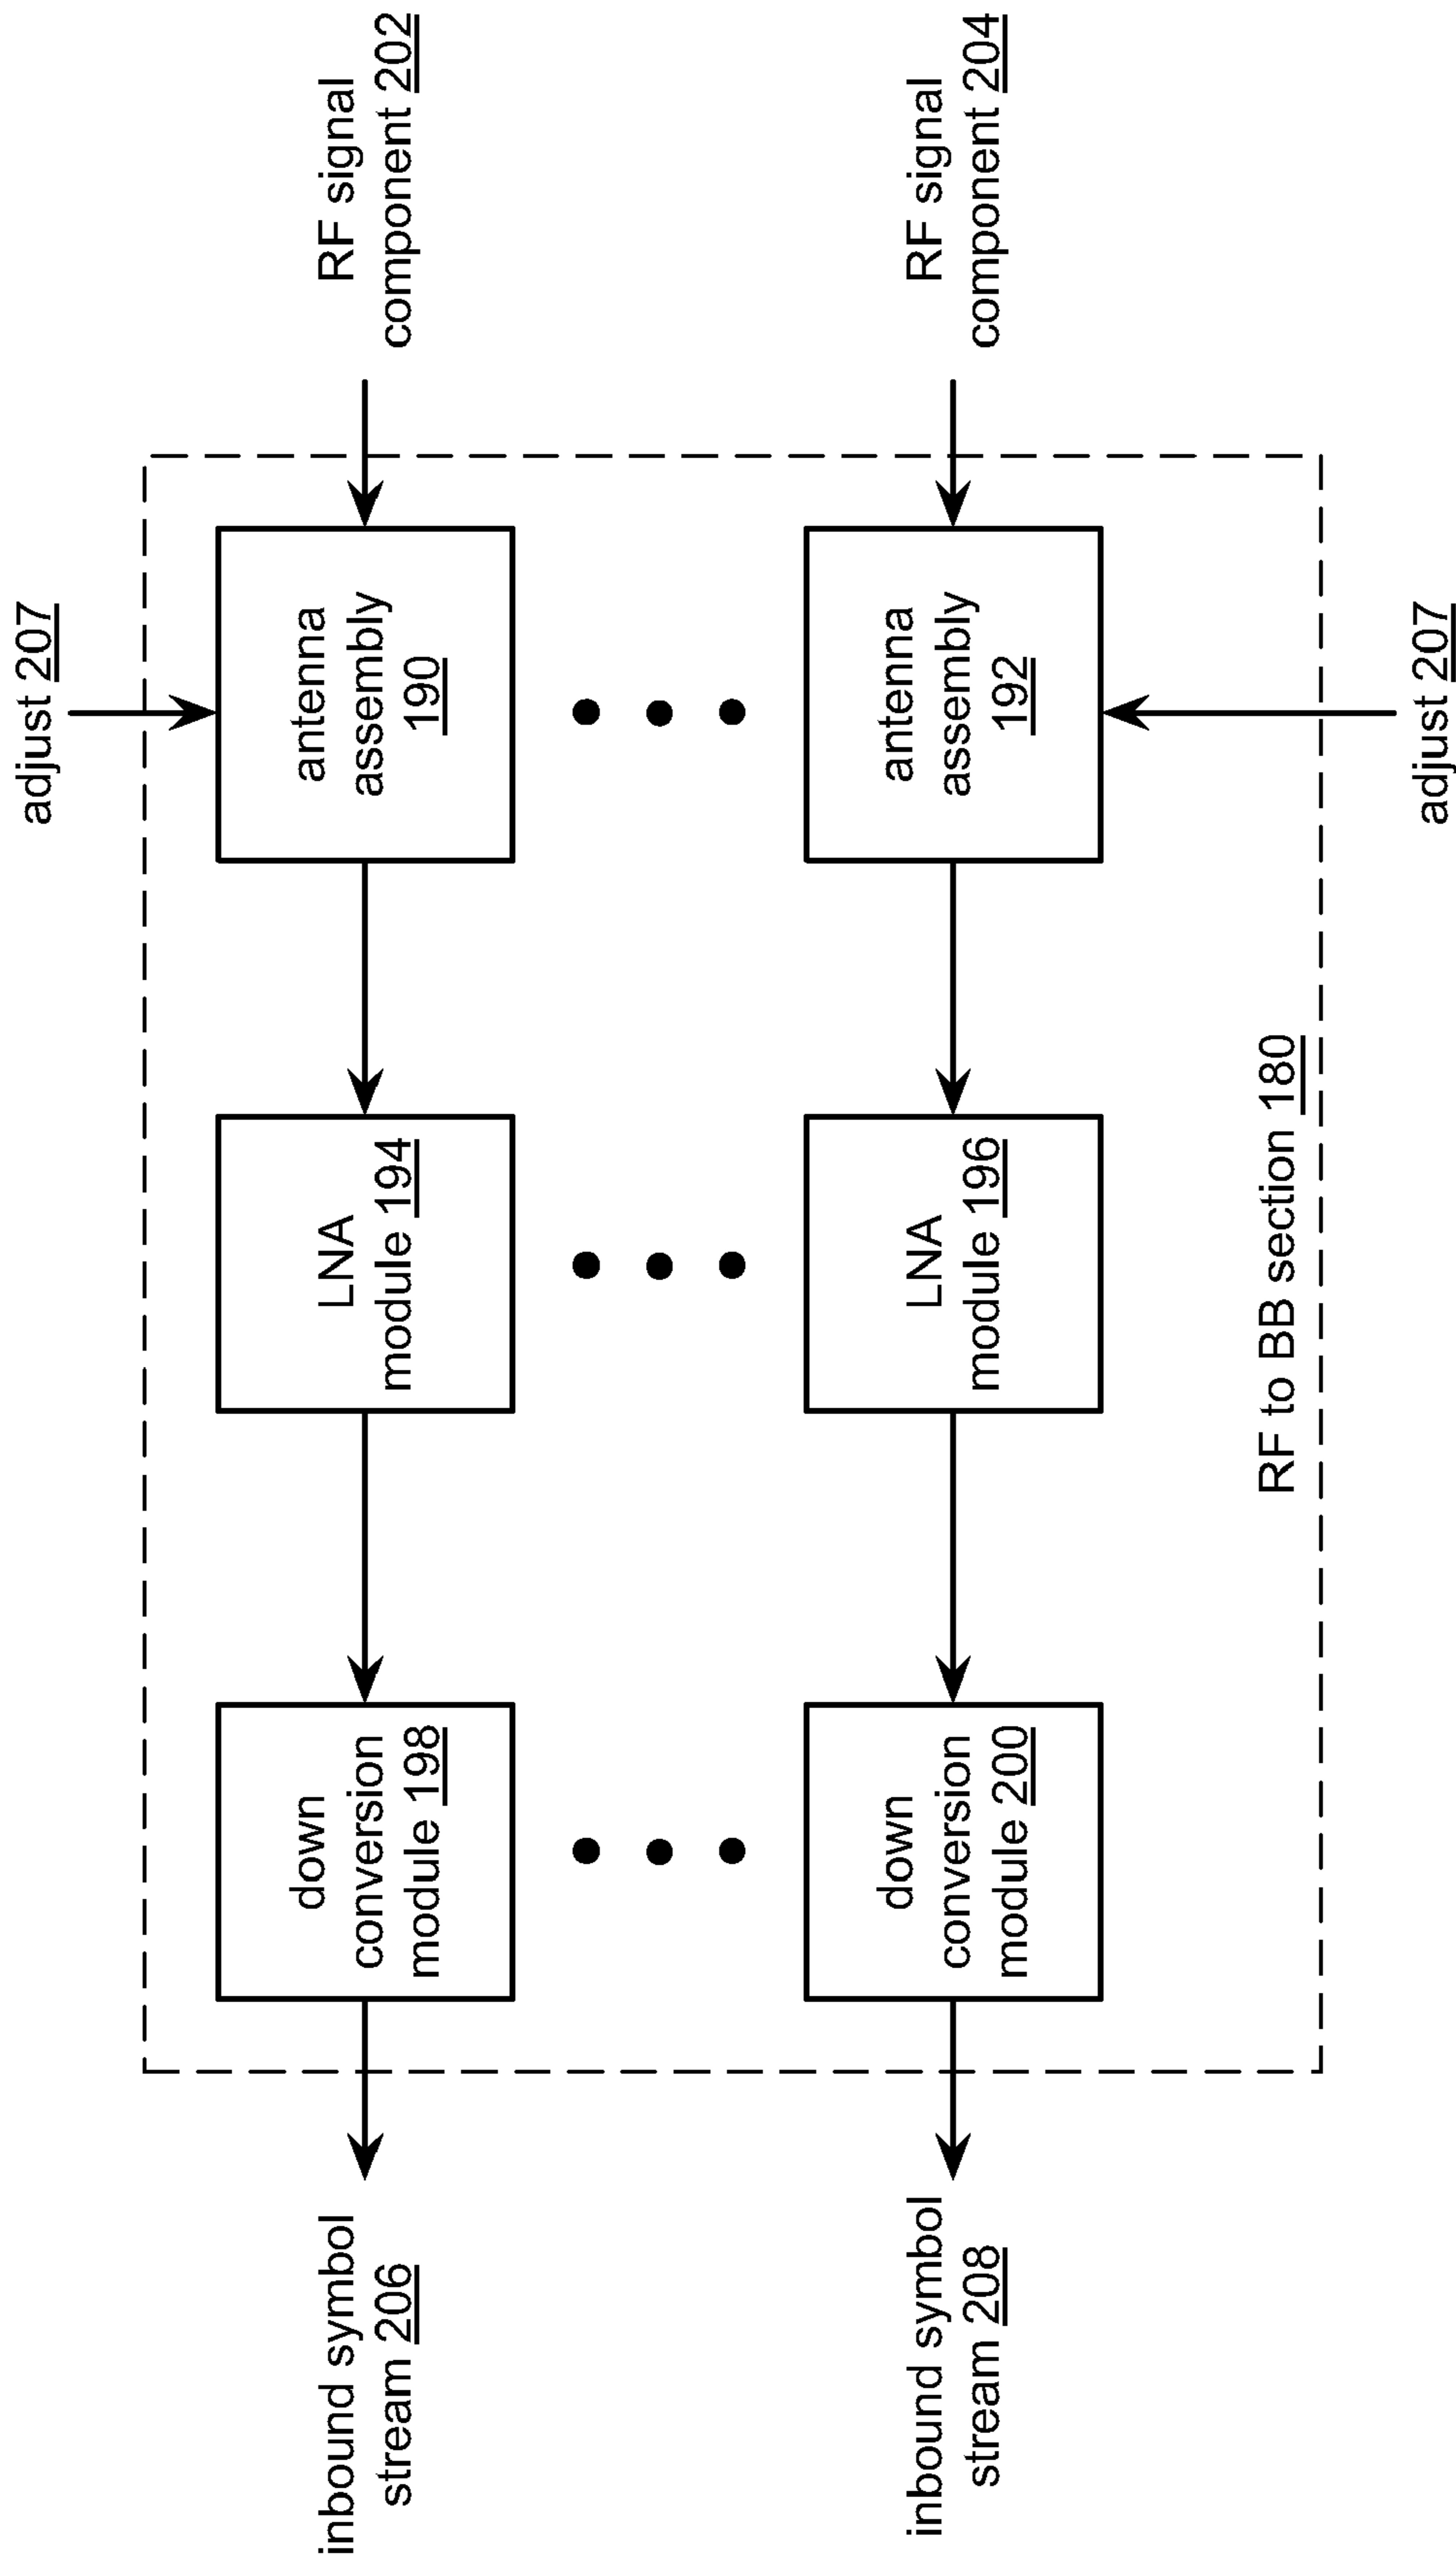 adjust 207
inbound symbol
stream 206
down
conversion
module 198
LNA
module 194
antenna
assembly
190
RF signal
component 202
inbound symbol
stream 208
down
conversion
module 200
LNA
module 196
antenna
assembly
192
RF signal
component 204
RF to BB section 180
adjust 207